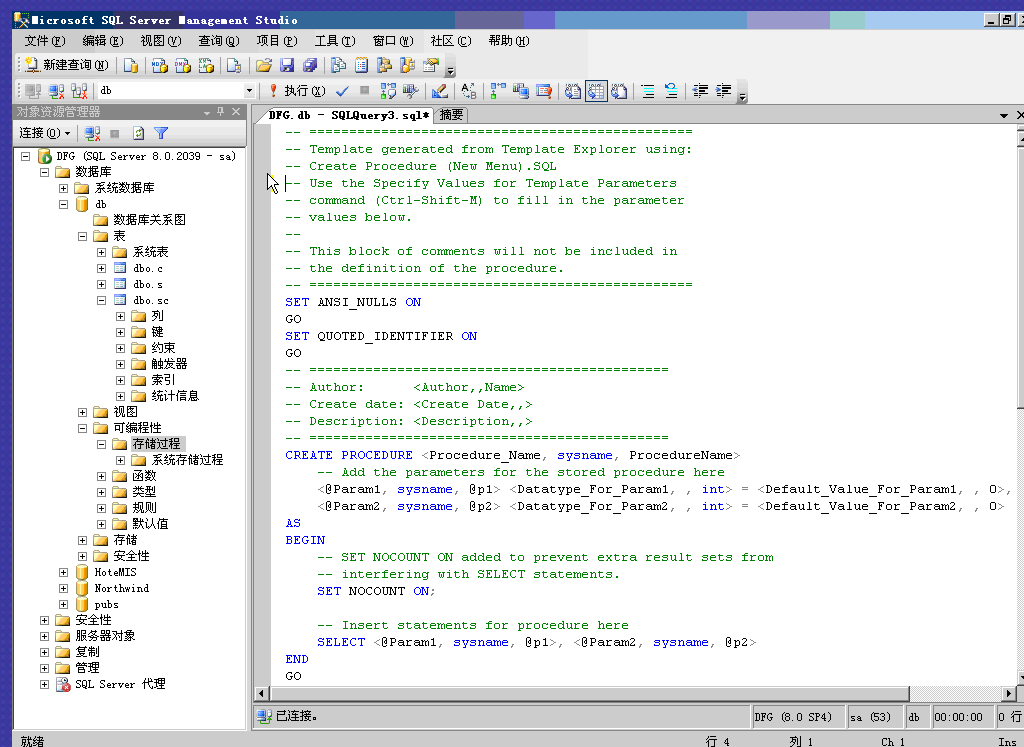 Microsoft SQL Server Management Studio
文件(F) 编辑(E) 视图(V) 查询(Q) 项目(P) 工具(T) 窗口(W) 社区(C) 帮助(H)
新建查询(N)
db 执行(X)
对象资源管理器
连接(O)
DFG (SQL Server 8.0.2039 - sa)
数据库
系统数据库
db
数据库关系图
表
系统表
dbo.c
dbo.s
dbo.sc
列
键
约束
触发器
索引
统计信息
视图
可编程性
存储过程
系统存储过程
函数
类型
规则
默认值
存储
安全性
HoteMIS
Northwind
pubs
安全性
服务器对象
复制
管理
SQL Server 代理
DFG.db - SQLQuery3.sql* 摘要
-- ================================================
-- Template generated from Template Explorer using:
-- Create Procedure (New Menu).SQL
-- Use the Specify Values for Template Parameters
-- command (Ctrl-Shift-M) to fill in the parameter
-- values below.
--
-- This block of comments will not be included in
-- the definition of the procedure.
-- ================================================
SET ANSI_NULLS ON
GO
SET QUOTED_IDENTIFIER ON
GO
-- =============================================
-- Author:      <Author,,Name>
-- Create date: <Create Date,,>
-- Description: <Description,,>
-- =============================================
CREATE PROCEDURE <Procedure_Name, sysname, ProcedureName>
    -- Add the parameters for the stored procedure here
    <@Param1, sysname, @p1> <Datatype_For_Param1, , int> = <Default_Value_For_Param1, , 0>,
    <@Param2, sysname, @p2> <Datatype_For_Param2, , int> = <Default_Value_For_Param2, , 0>
AS
BEGIN
    -- SET NOCOUNT ON added to prevent extra result sets from
    -- interfering with SELECT statements.
    SET NOCOUNT ON;
    -- Insert statements for procedure here
    SELECT <@Param1, sysname, @p1>, <@Param2, sysname, @p2>
END
GO
已连接。 DFG (8.0 SP4) sa (53) db 00:00:00 0 行
就绪 行 4 列 1 Ch 1 Ins